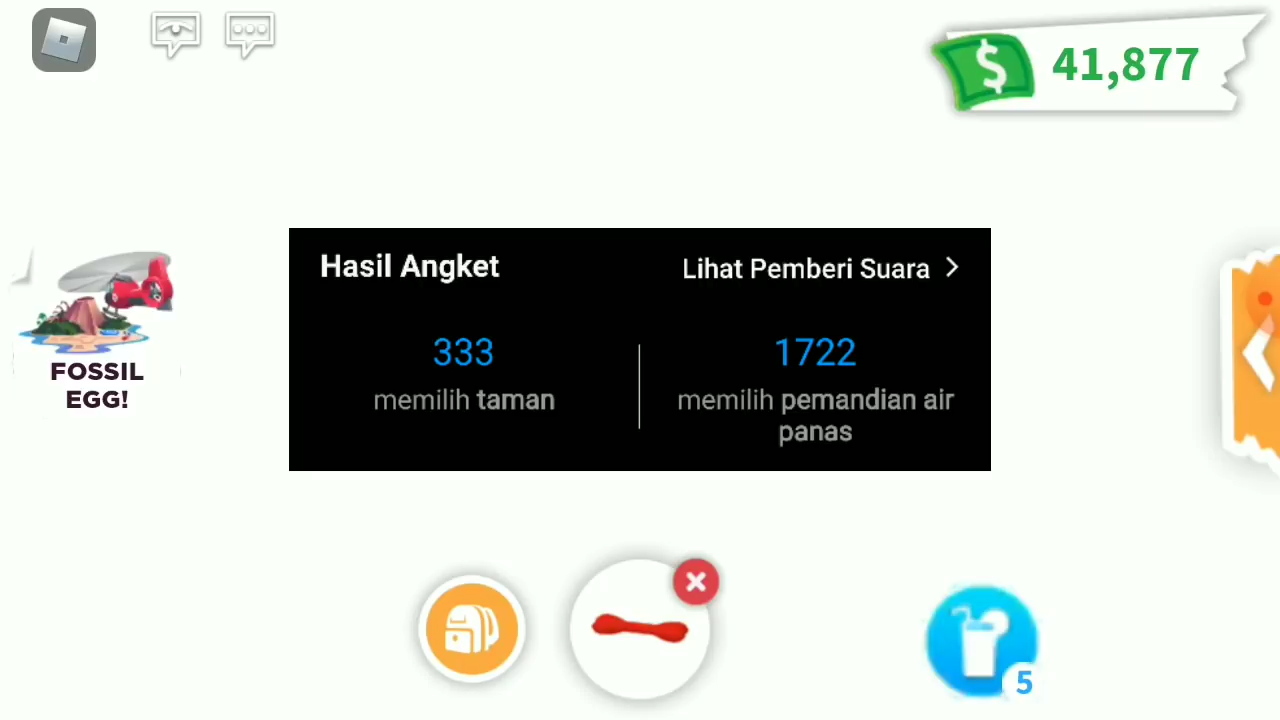 $ 41,877
Hasil Angket
Lihat Pemberi Suara
333
memilih taman
1722
memilih pemandian air
panas
FOSSIL
EGG!
5